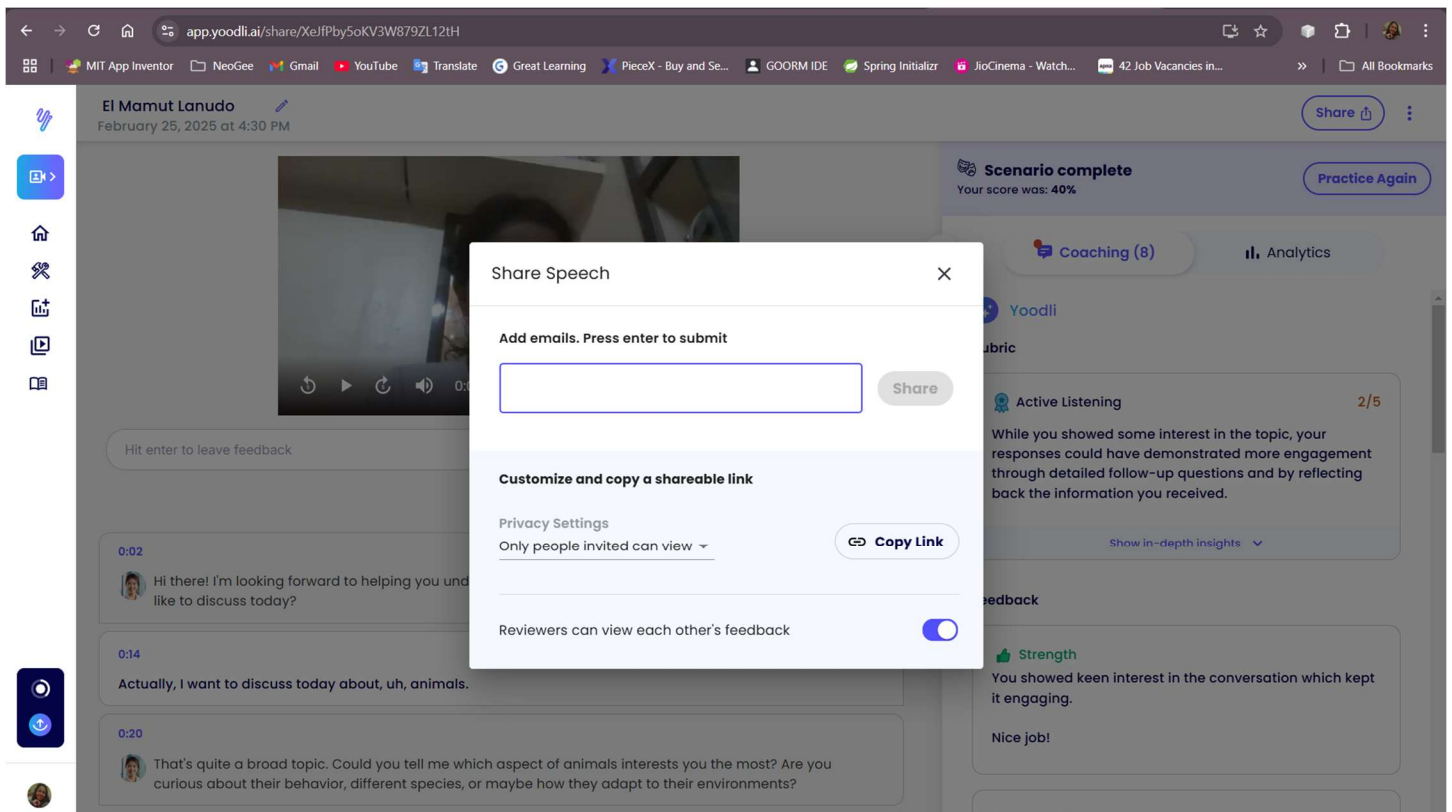 app.yoodli.ai/share/XeJfPby5oKV3W879ZL12tH
MIT App Inventor NeoGee Gmail YouTube Translate Great Learning PieceX - Buy and Se... GOORM IDE Spring Initializr JioCinema - Watch... 42 Job Vacancies in... » All Bookmarks
El Mamut Lanudo
February 25, 2025 at 4:30 PM
Share
Scenario complete
Your score was: 40%
Practice Again
Coaching (8)
Analytics
Share Speech
Add emails. Press enter to submit
Share
Customize and copy a shareable link
Privacy Settings
Only people invited can view
Copy Link
Reviewers can view each other's feedback
Hit enter to leave feedback
0:02
Hi there! I'm looking forward to helping you und
like to discuss today?
0:14
Actually, I want to discuss today about, uh, animals.
0:20
That's quite a broad topic. Could you tell me which aspect of animals interests you the most? Are you
curious about their behavior, different species, or maybe how they adapt to their environments?
Yoodli
ubric
Active Listening 2/5
While you showed some interest in the topic, your
responses could have demonstrated more engagement
through detailed follow-up questions and by reflecting
back the information you received.
Show in-depth insights
eedback
Strength
You showed keen interest in the conversation which kept
it engaging.
Nice job!